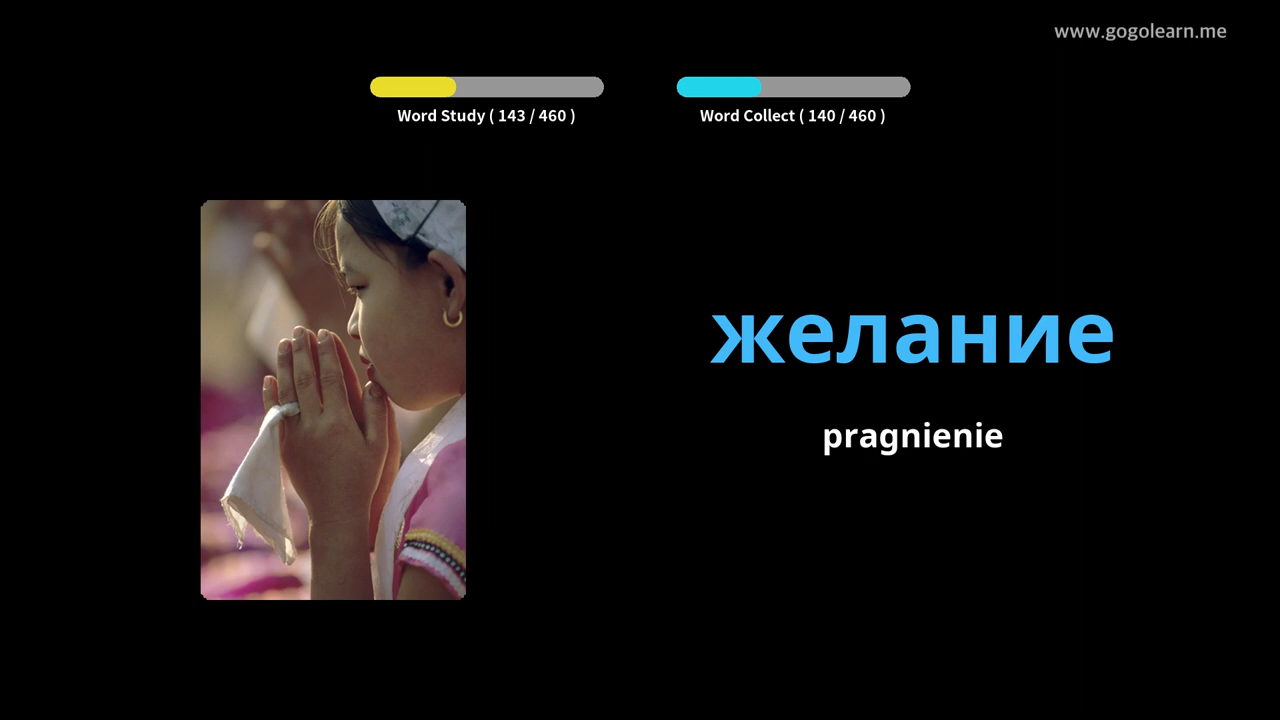 www.gogolearn.me
Word Study ( 143 / 460 )
Word Collect ( 140 / 460 )
желание
pragnienie